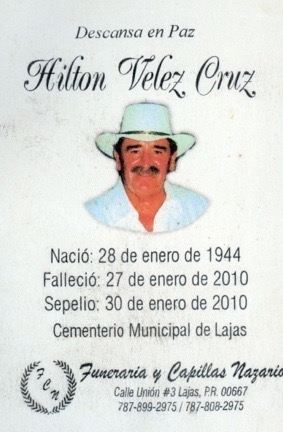 Descansa en Paz
Hilton Velez Cruz
Nació: 28 de enero de 1944
Falleció: 27 de enero de 2010
Sepelio: 30 de enero de 2010
Cementerio Municipal de Lajas
F C N
Funeraria y Capillas Nazario
Calle Unión #3 Lajas, P.R. 00667
787-899-2975 / 787-808-2975